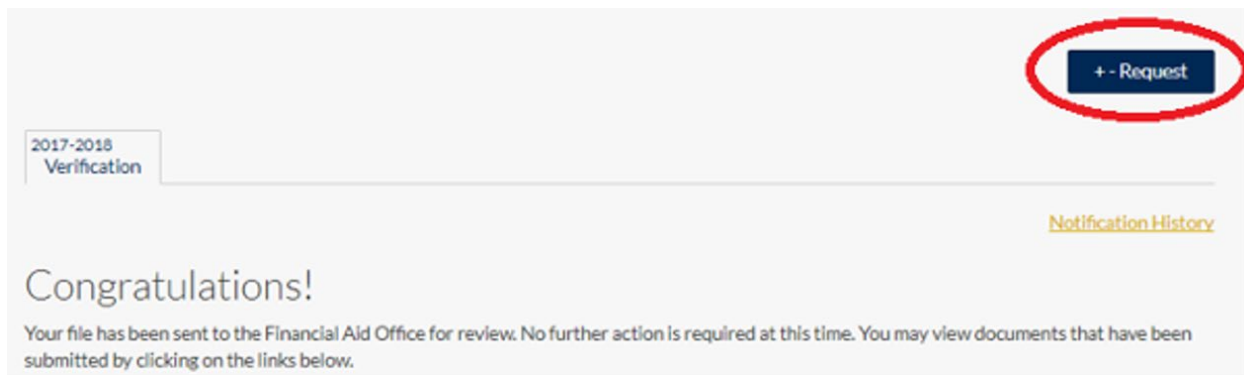 + - Request
2017-2018
Verification
Notification History
Congratulations!
Your file has been sent to the Financial Aid Office for review. No further action is required at this time. You may view documents that have been
submitted by clicking on the links below.